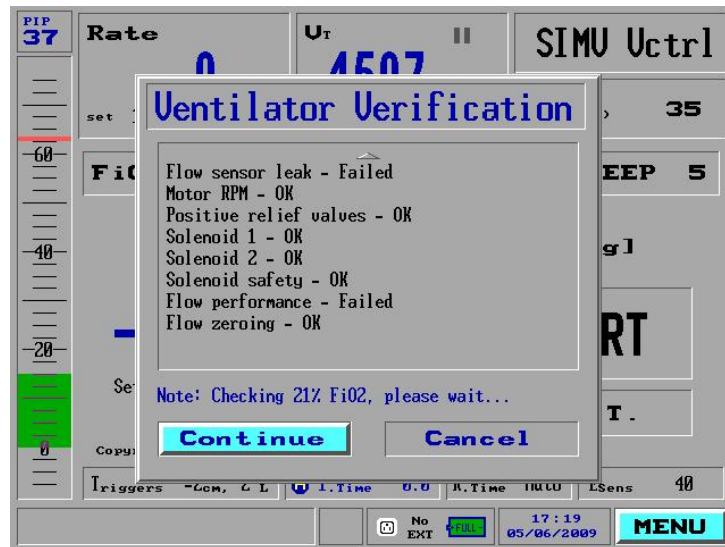 PIP
37
Rate
VT
SIMV Vctrl
set
35
Ventilator Verification
60
40
20
0
EEP 5
Flow sensor leak - Failed
Motor RPM - OK
Positive relief values - OK
Solenoid 1 - OK
Solenoid 2 - OK
Solenoid safety - OK
Flow performance - Failed
Flow zeroing - OK
g]
RT
T.
Note: Checking 21% FiO2, please wait...
Continue
Cancel
Triggers
I.Time
40
No
EXT
FULL
17:19
05/06/2009
MENU